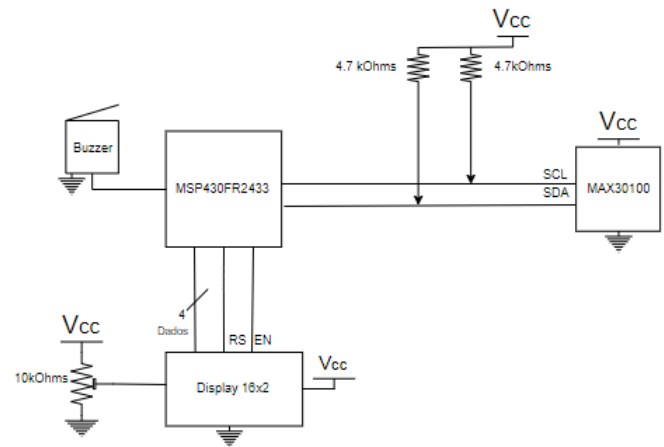 Vcc
4.7 kOhms
4.7kOhms
Buzzer
MSP430FR2433
SCL
SDA
Vcc
MAX30100
4
Dados
RS
EN
Vcc
10kOhms
Display 16x2
Vcc